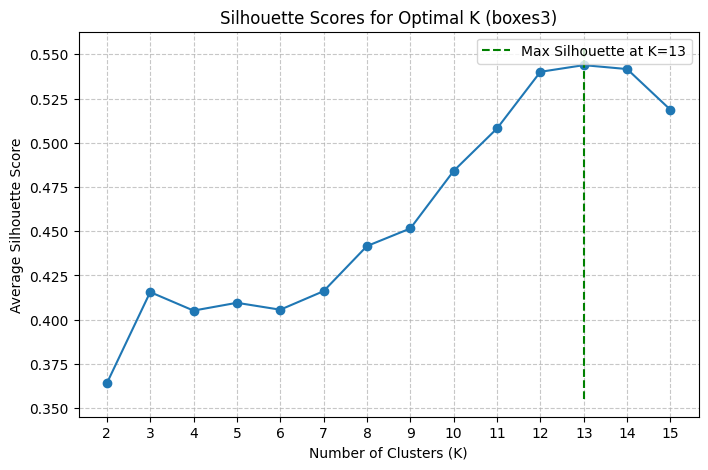 Silhouette Scores for Optimal K (boxes3)
Max Silhouette at K=13
Average Silhouette Score
0.550
0.525
0.500
0.475
0.450
0.425
0.400
0.375
0.350
2 3 4 5 6 7 8 9 10 11 12 13 14 15
Number of Clusters (K)